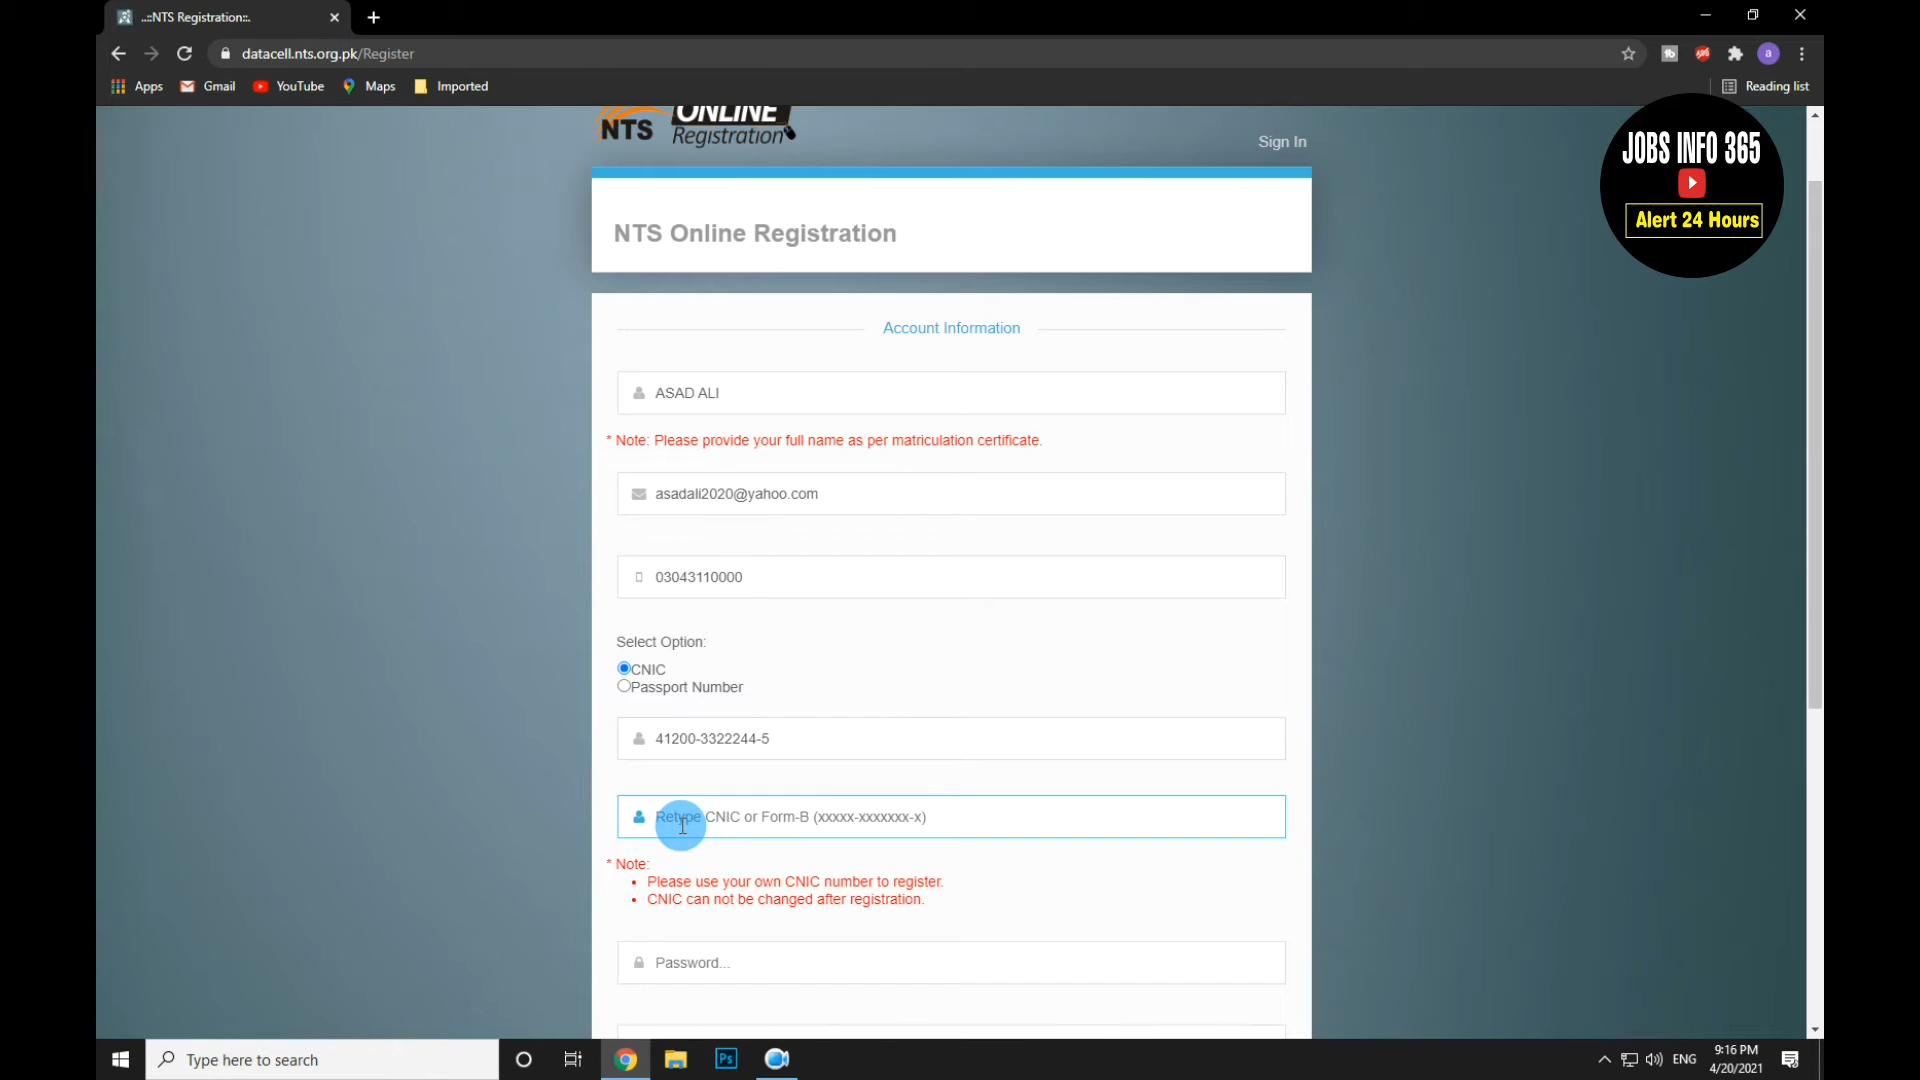 ..::NTS Registration::.
datacell.nts.org.pk/Register
Apps Gmail YouTube Maps Imported Reading list
NTS ONLINE Registration
Sign In
JOBS INFO 365
Alert 24 Hours
NTS Online Registration
Account Information
ASAD ALI
* Note: Please provide your full name as per matriculation certificate.
asadali2020@yahoo.com
03043110000
Select Option:
CNIC
Passport Number
41200-3322244-5
Retype CNIC or Form-B (xxxxx-xxxxxxx-x)
* Note:
• Please use your own CNIC number to register.
• CNIC can not be changed after registration.
Password...
Type here to search
Ps
ENG
9:16 PM
4/20/2021